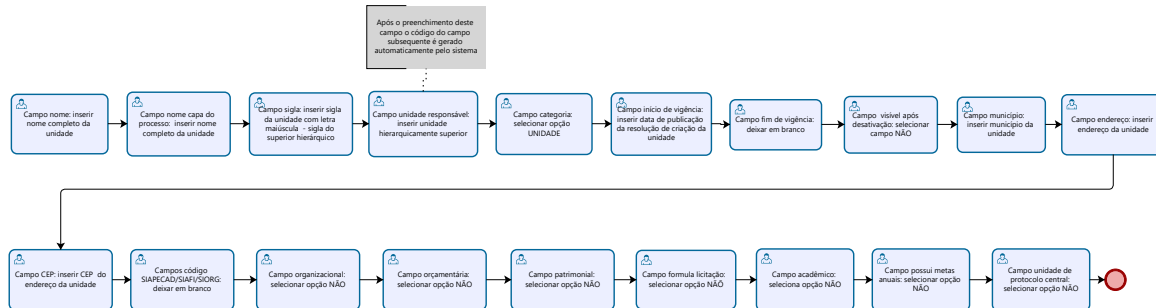 Após o preenchimento deste
campo o código do campo
subsequente é gerado
automaticamente pelo sistema
Campo nome: inserir
nome completo da
unidade
Campo nome capa do
processo: inserir nome
completo da unidade
Campo sigla: inserir sigla
da unidade com letra
maiúscula - sigla do
superior hierárquico
Campo unidade responsável:
inserir unidade
hierarquicamente superior
Campo categoria:
selecionar opção
UNIDADE
Campo início de vigência:
inserir data de publicação
da resolução de criação da
unidade
Campo fim de vigência:
deixar em branco
Campo visível após
desativação: selecionar
campo NÃO
Campo município:
inserir município da
unidade
Campo endereço: inserir
endereço da unidade
Campo CEP: inserir CEP do
endereço da unidade
Campos código
SIAPECAD/SIAFI/SIORG:
deixar em branco
Campo organizacional:
selecionar opção NÃO
Campo orçamentária:
selecionar opção NÃO
Campo patrimonial:
selecionar opção NÃO
Campo formula licitação:
selecionar opção NÃO
Campo acadêmico:
seleciona opção NÃO
Campo possui metas
anuais: selecionar opção
NÃO
Campo unidade de
protocolo central:
selecionar opção NÃO